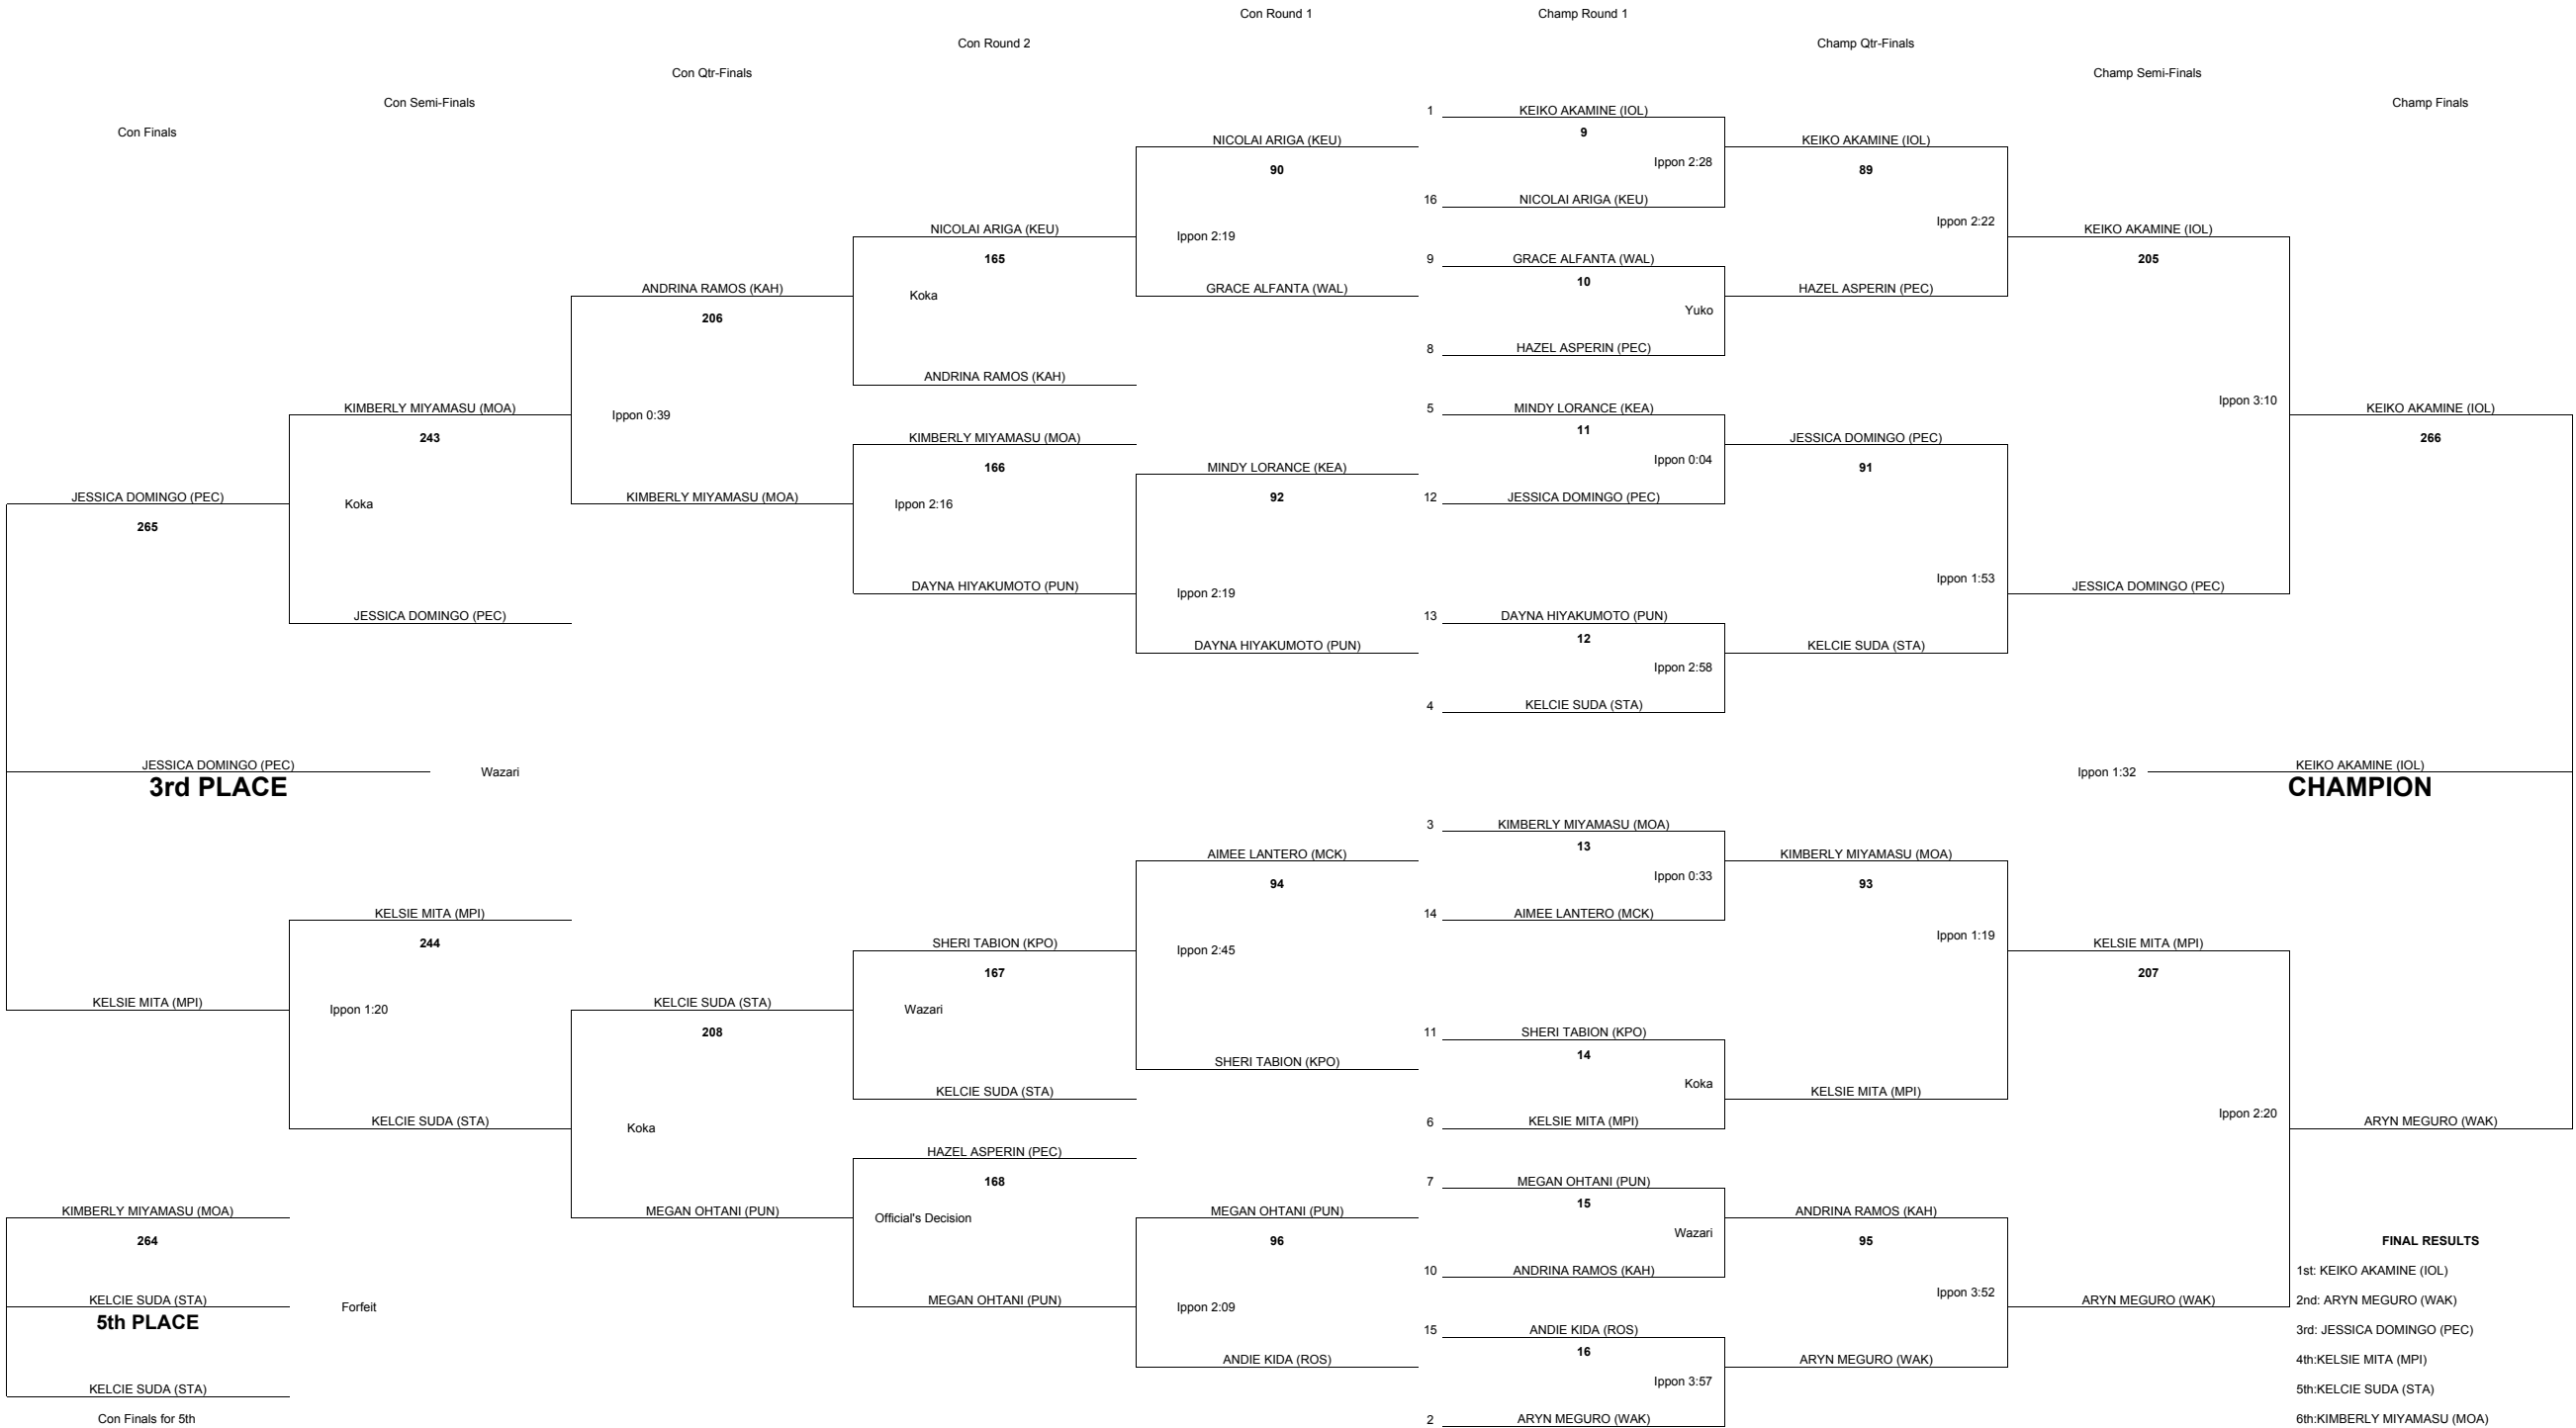 Con Round 1
Champ Round 1
Con Round 2
Champ Qtr-Finals
Con Qtr-Finals
Champ Semi-Finals
Con Semi-Finals
Champ Finals
Con Finals
1 KEIKO AKAMINE (IOL)
9
NICOLAI ARIGA (KEU)
KEIKO AKAMINE (IOL)
Ippon 2:28
90
89
16 NICOLAI ARIGA (KEU)
Ippon 2:22
NICOLAI ARIGA (KEU)
KEIKO AKAMINE (IOL)
Ippon 2:19
165
9 GRACE ALFANTA (WAL)
205
10
ANDRINA RAMOS (KAH)
Koka
GRACE ALFANTA (WAL)
HAZEL ASPERIN (PEC)
206
Yuko
8 HAZEL ASPERIN (PEC)
ANDRINA RAMOS (KAH)
Ippon 3:10
KIMBERLY MIYAMASU (MOA)
Ippon 0:39
5 MINDY LORANCE (KEA)
KEIKO AKAMINE (IOL)
243
11
266
KIMBERLY MIYAMASU (MOA)
JESSICA DOMINGO (PEC)
Ippon 0:04
166
MINDY LORANCE (KEA)
91
JESSICA DOMINGO (PEC)
Koka
KIMBERLY MIYAMASU (MOA)
Ippon 2:16
92
12 JESSICA DOMINGO (PEC)
265
Ippon 1:53
DAYNA HIYAKUMOTO (PUN)
Ippon 2:19
JESSICA DOMINGO (PEC)
JESSICA DOMINGO (PEC)
13 DAYNA HIYAKUMOTO (PUN)
12
DAYNA HIYAKUMOTO (PUN)
KELCIE SUDA (STA)
Ippon 2:58
4 KELCIE SUDA (STA)
JESSICA DOMINGO (PEC)
Wazari
3rd PLACE
Ippon 1:32
KEIKO AKAMINE (IOL)
CHAMPION
3 KIMBERLY MIYAMASU (MOA)
13
AIMEE LANTERO (MCK)
KIMBERLY MIYAMASU (MOA)
Ippon 0:33
94
93
KELSIE MITA (MPI)
14 AIMEE LANTERO (MCK)
Ippon 1:19
244
SHERI TABION (KPO)
Ippon 2:45
KELSIE MITA (MPI)
167
207
KELSIE MITA (MPI)
Ippon 1:20
KELCIE SUDA (STA)
Wazari
208
11 SHERI TABION (KPO)
14
SHERI TABION (KPO)
Koka
KELCIE SUDA (STA)
KELSIE MITA (MPI)
Ippon 2:20
KELCIE SUDA (STA)
Koka
6 KELSIE MITA (MPI)
ARYN MEGURO (WAK)
HAZEL ASPERIN (PEC)
168
7 MEGAN OHTANI (PUN)
15
KIMBERLY MIYAMASU (MOA)
MEGAN OHTANI (PUN)
Official's Decision
MEGAN OHTANI (PUN)
ANDRINA RAMOS (KAH)
Wazari
264
96
95
FINAL RESULTS
10 ANDRINA RAMOS (KAH)
1st: KEIKO AKAMINE (IOL)
Ippon 3:52
KELCIE SUDA (STA)
Forfeit
MEGAN OHTANI (PUN)
Ippon 2:09
ARYN MEGURO (WAK)
2nd: ARYN MEGURO (WAK)
5th PLACE
15 ANDIE KIDA (ROS)
3rd: JESSICA DOMINGO (PEC)
16
ANDIE KIDA (ROS)
ARYN MEGURO (WAK)
4th:KELSIE MITA (MPI)
Ippon 3:57
KELCIE SUDA (STA)
5th:KELCIE SUDA (STA)
Con Finals for 5th
2 ARYN MEGURO (WAK)
6th:KIMBERLY MIYAMASU (MOA)